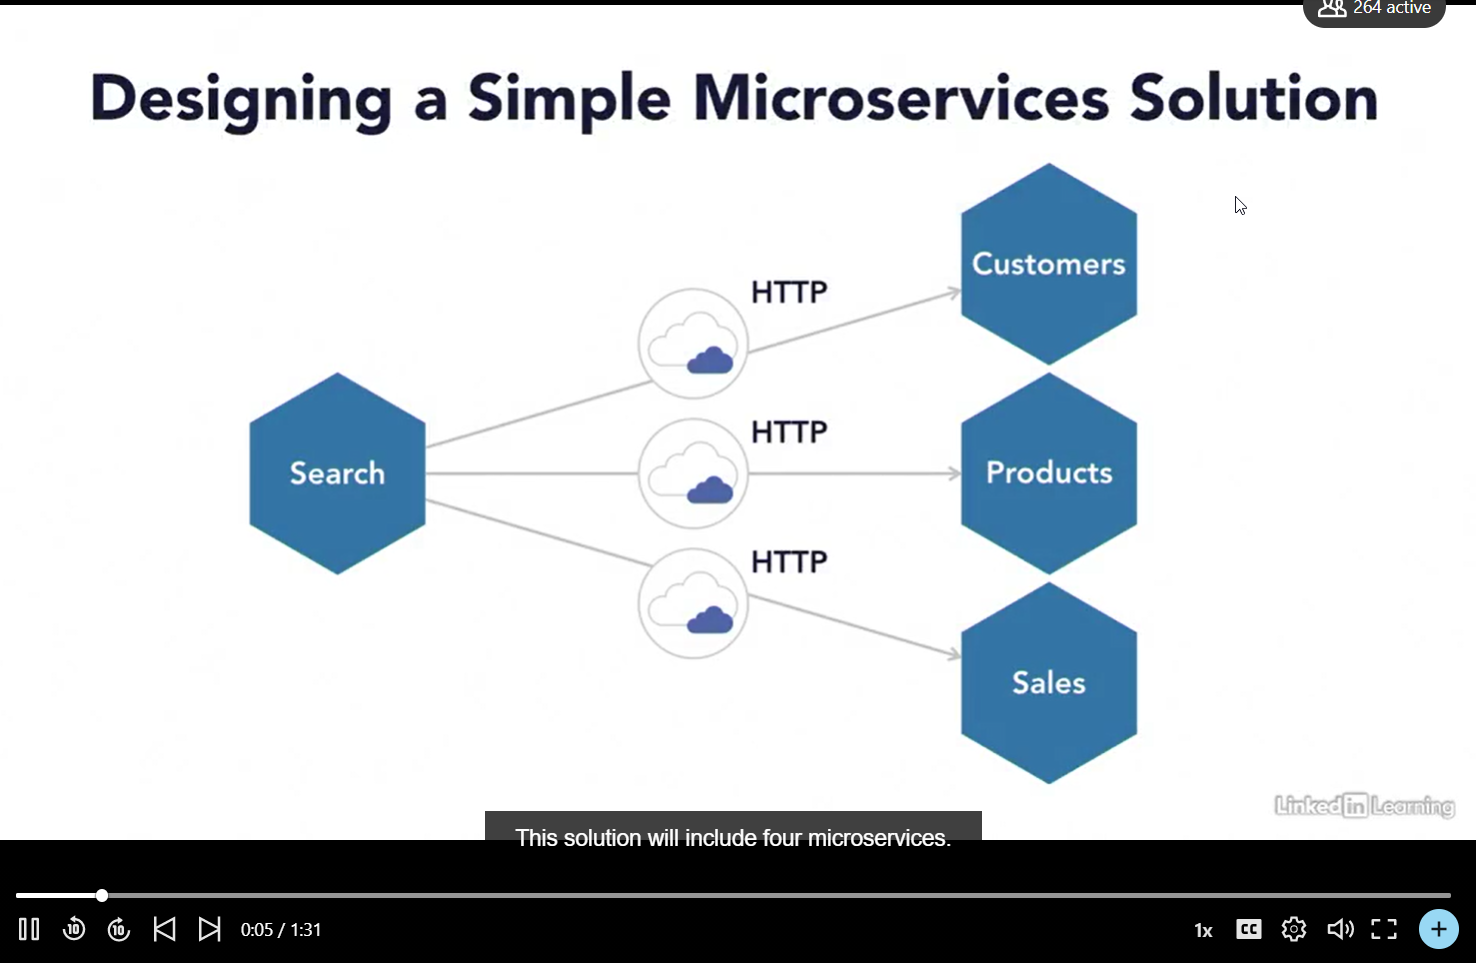 264 active
Designing a Simple Microservices Solution
Customers
HTTP
HTTP
Search
Products
HTTP
Sales
Linked in Learning
This solution will include four microservices.
10
10
0:05 / 1:31
1x
CC